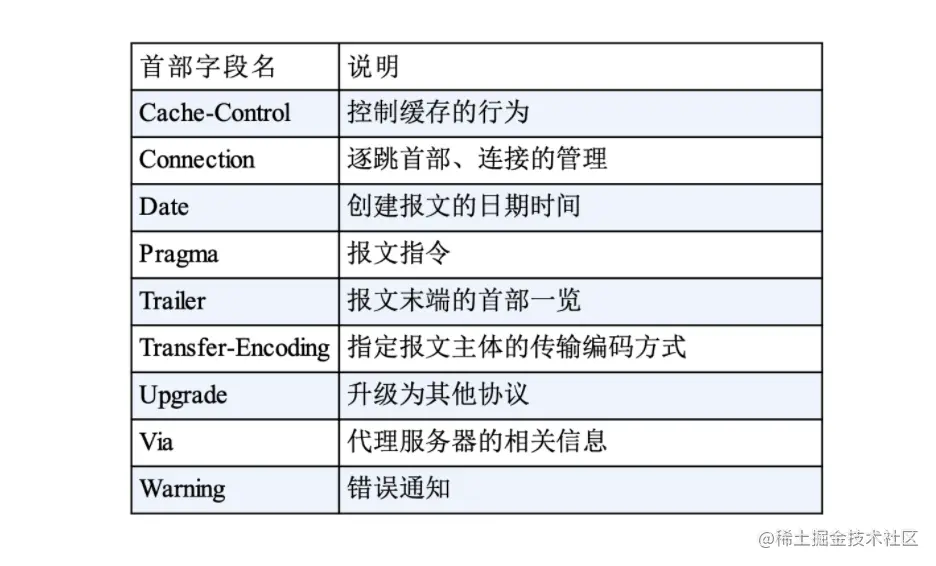 首部字段名 说明
Cache-Control 控制缓存的行为
Connection 逐跳首部、连接的管理
Date 创建报文的日期时间
Pragma 报文指令
Trailer 报文末端的首部一览
Transfer-Encoding 指定报文主体的传输编码方式
Upgrade 升级为其他协议
Via 代理服务器的相关信息
Warning 错误通知
@稀土掘金技术社区